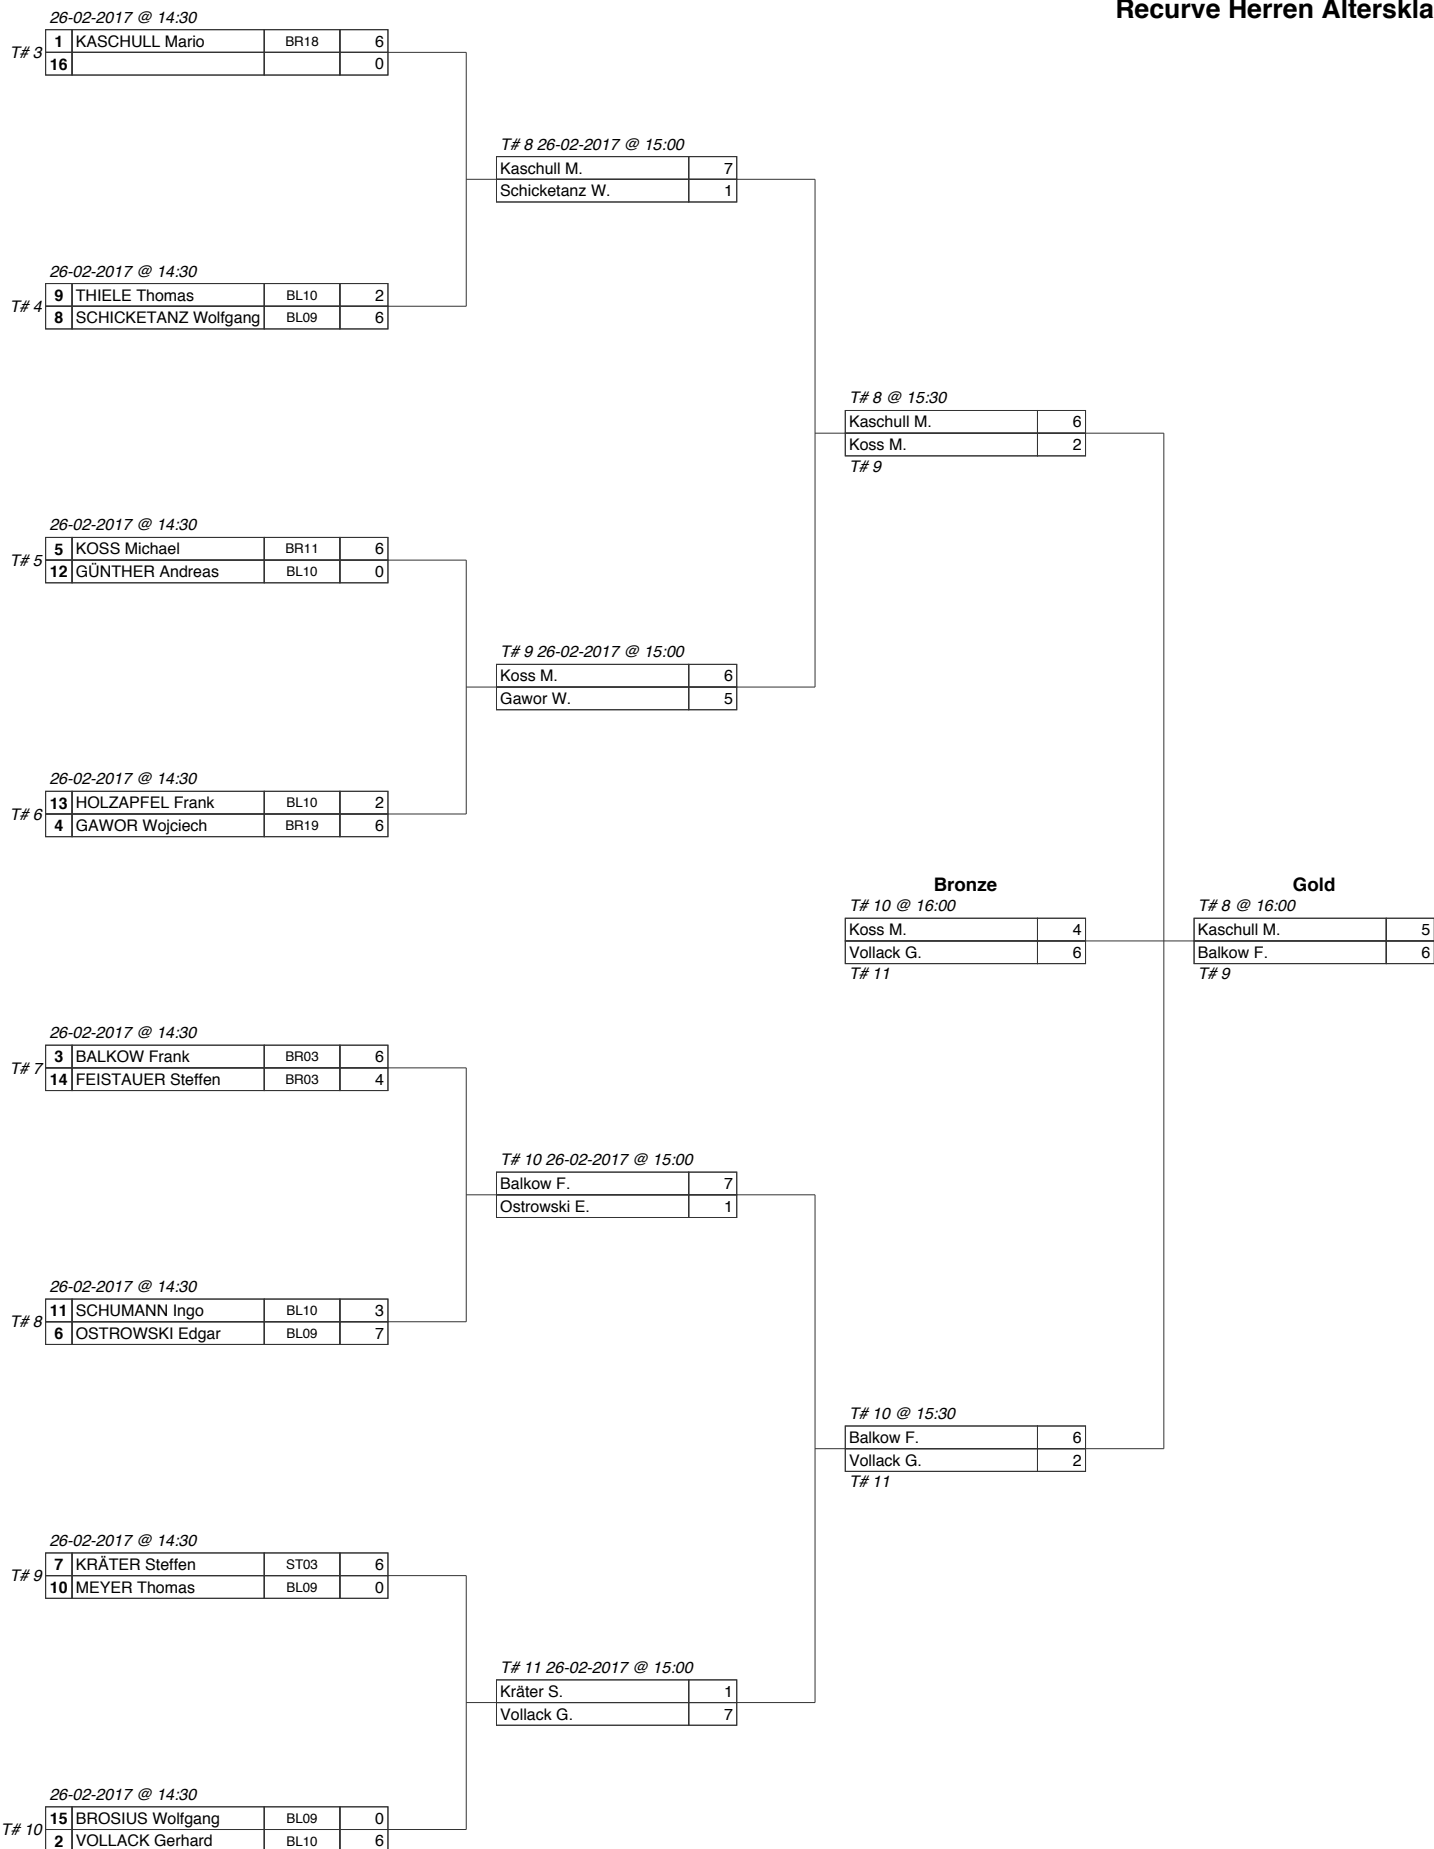 Recurve Herren Alterskla
26-02-2017 @ 14:30
T# 3
1 KASCHULL Mario BR18 6
16 0
T# 8 26-02-2017 @ 15:00
Kaschull M. 7
Schicketanz W. 1
26-02-2017 @ 14:30
T# 4
9 THIELE Thomas BL10 2
8 SCHICKETANZ Wolfgang BL09 6
T# 8 @ 15:30
Kaschull M. 6
Koss M. 2
T# 9
26-02-2017 @ 14:30
T# 5
5 KOSS Michael BR11 6
12 GÜNTHER Andreas BL10 0
T# 9 26-02-2017 @ 15:00
Koss M. 6
Gawor W. 5
26-02-2017 @ 14:30
T# 6
13 HOLZAPFEL Frank BL10 2
4 GAWOR Wojciech BR19 6
Bronze
T# 10 @ 16:00
Koss M. 4
Vollack G. 6
T# 11
Gold
T# 8 @ 16:00
Kaschull M. 5
Balkow F. 6
T# 9
26-02-2017 @ 14:30
T# 7
3 BALKOW Frank BR03 6
14 FEISTAUER Steffen BR03 4
T# 10 26-02-2017 @ 15:00
Balkow F. 7
Ostrowski E. 1
26-02-2017 @ 14:30
T# 8
11 SCHUMANN Ingo BL10 3
6 OSTROWSKI Edgar BL09 7
T# 10 @ 15:30
Balkow F. 6
Vollack G. 2
T# 11
26-02-2017 @ 14:30
T# 9
7 KRÄTER Steffen ST03 6
10 MEYER Thomas BL09 0
T# 11 26-02-2017 @ 15:00
Kräter S. 1
Vollack G. 7
26-02-2017 @ 14:30
T# 10
15 BROSIUS Wolfgang BL09 0
2 VOLLACK Gerhard BL10 6